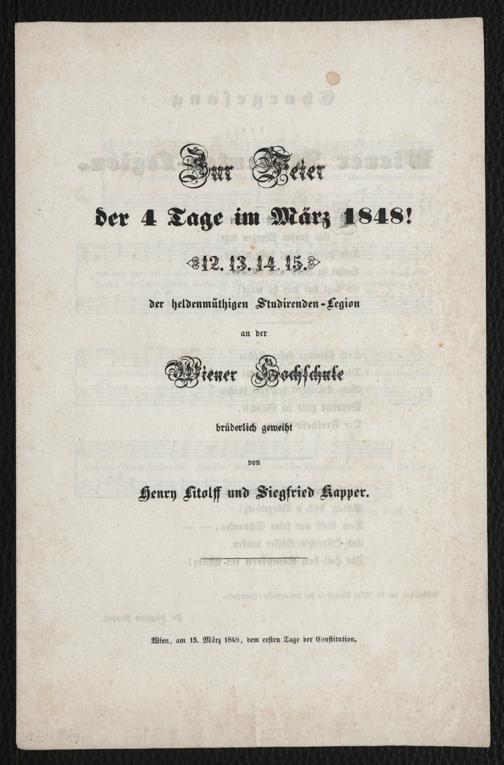 Zur Feier
der 4 Tage im März 1848!
12. 13. 14. 15.
der heldenmüthigen Studirenden-Legion
an der
Wiener Hochschule
brüderlich geweiht
von
Henry Litolff und Siegfried Kapper.
Wien, am 15. März 1848, dem ersten Tage der Constitution.